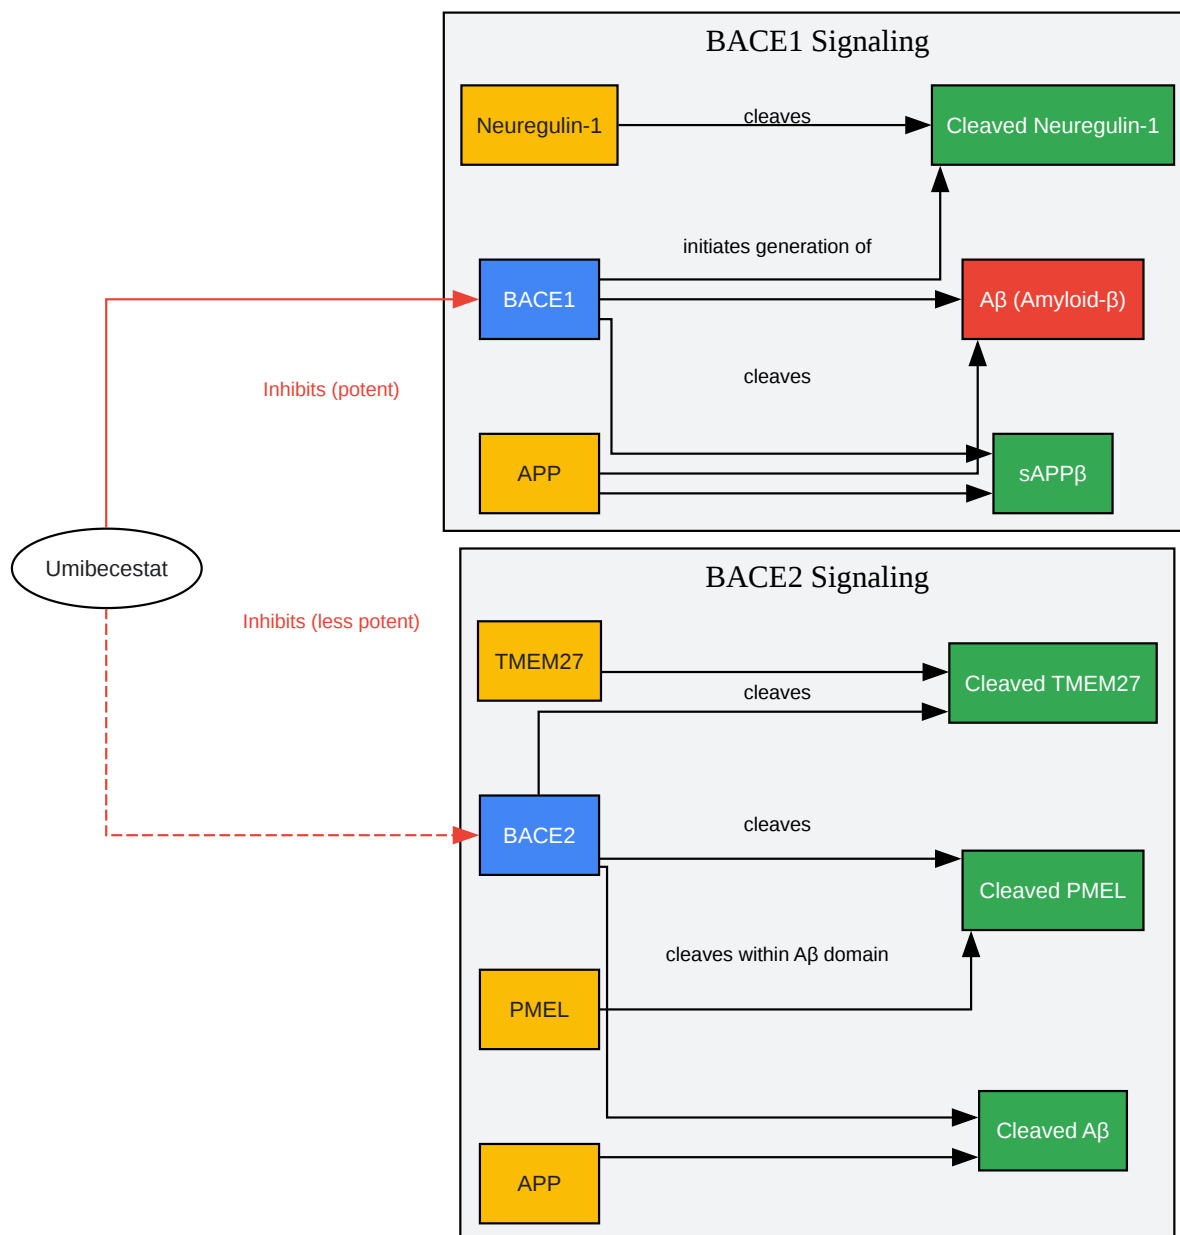 BACE1 Signaling
Neuregulin-1
cleaves
Cleaved Neuregulin-1
initiates generation of
BACE1
Aβ (Amyloid-β)
Inhibits (potent)
cleaves
APP
sAPPβ
Umibecestat
BACE2 Signaling
Inhibits (less potent)
TMEM27
cleaves
Cleaved TMEM27
BACE2
cleaves
Cleaved PMEL
cleaves within Aβ domain
PMEL
Cleaved Aβ
APP